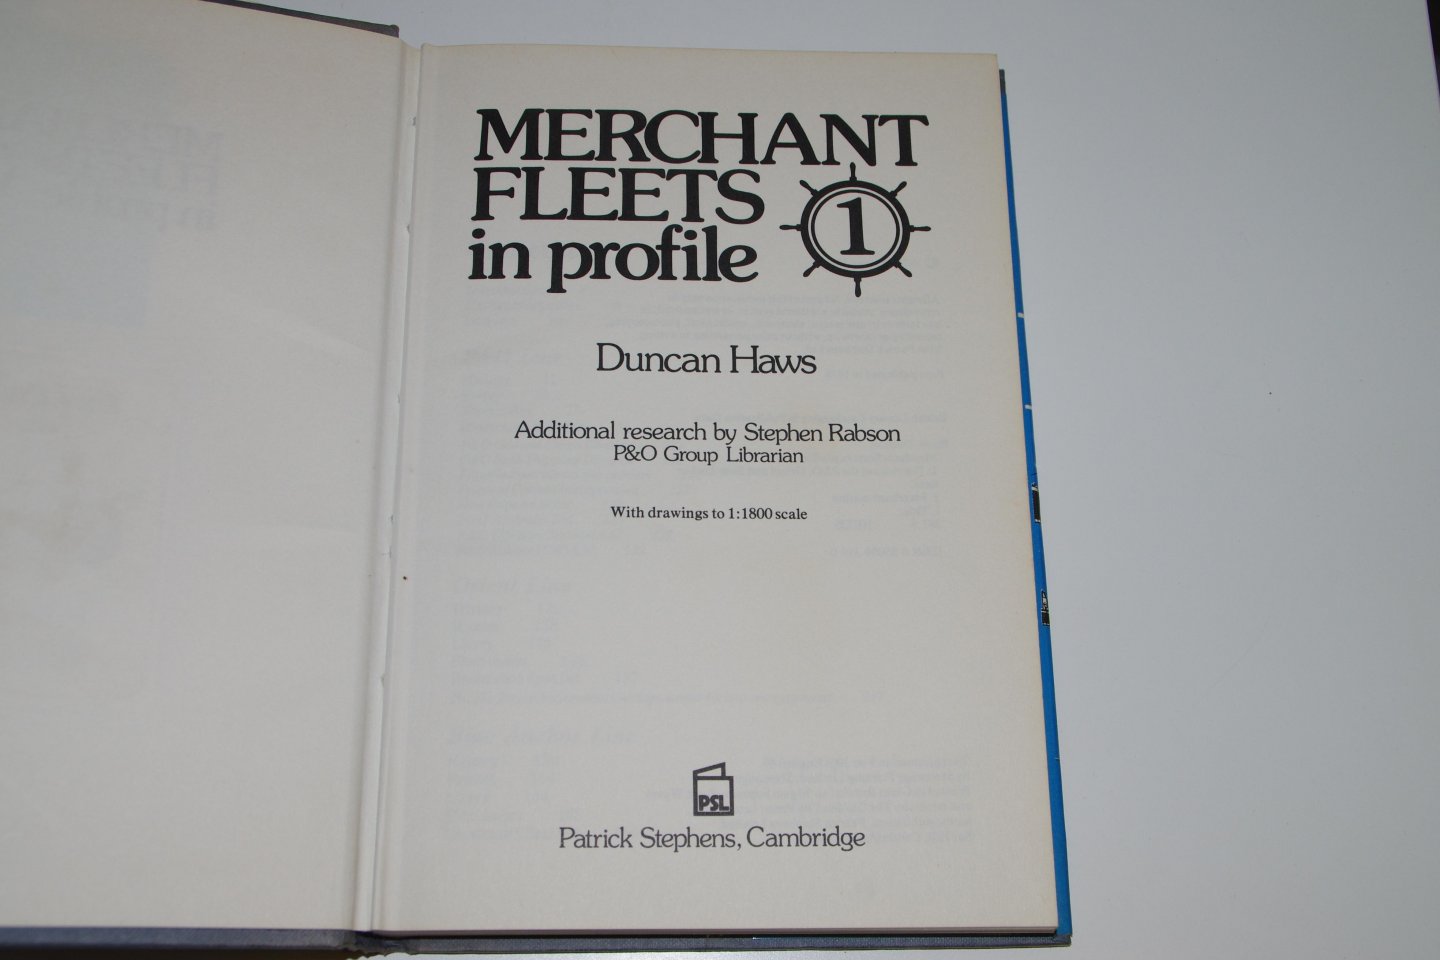 MERCHANT
FLEETS
in profile
1
Duncan Haws
Additional research by Stephen Rabson
P&O Group Librarian
With drawings to 1:1800 scale
PSL
Patrick Stephens, Cambridge